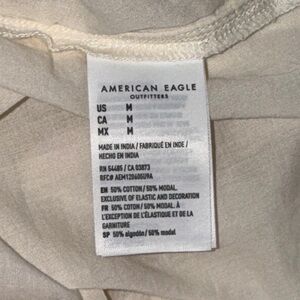 AMERICAN EAGLE
OUTFITTERS
US M
CA M
MX M
MADE IN INDIA / FABRIQUÉ EN INDE /
HECHO EN INDIA
RN 54485 / CA 03873
RFC# AEM120605U9A
EN 50% COTTON/50% MODAL.
EXCLUSIVE OF ELASTIC AND DECORATION
FR 50% COTON/50% MODAL. À
L'EXCEPTION DE L'ÉLASTIQUE ET DE LA
GARNITURE
SP 50% algodón/50% modal